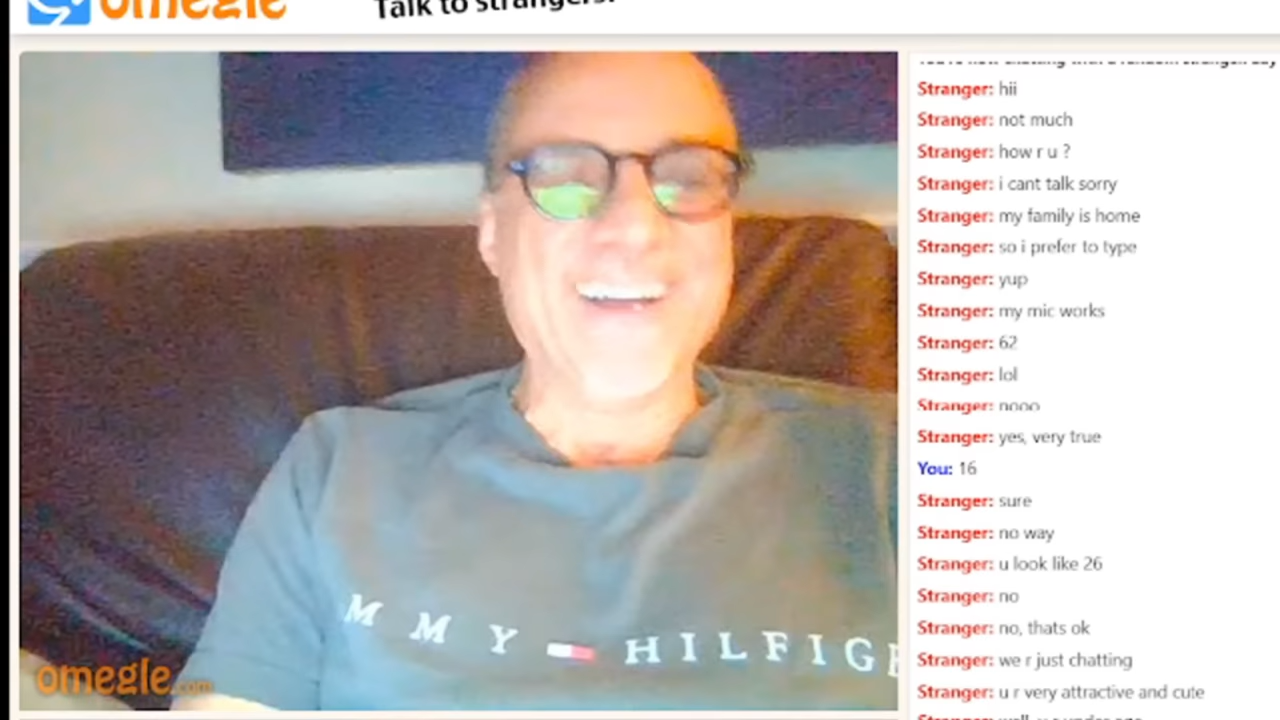 omegle
Talk to strangers!
Stranger: hii
Stranger: not much
Stranger: how r u ?
Stranger: i cant talk sorry
Stranger: my family is home
Stranger: so i prefer to type
Stranger: yup
Stranger: my mic works
Stranger: 62
Stranger: lol
Stranger: nooo
Stranger: yes, very true
You: 16
Stranger: sure
Stranger: no way
Stranger: u look like 26
Stranger: no
Stranger: no, thats ok
Stranger: we r just chatting
Stranger: u r very attractive and cute
MMY HILFIG
omegle.com